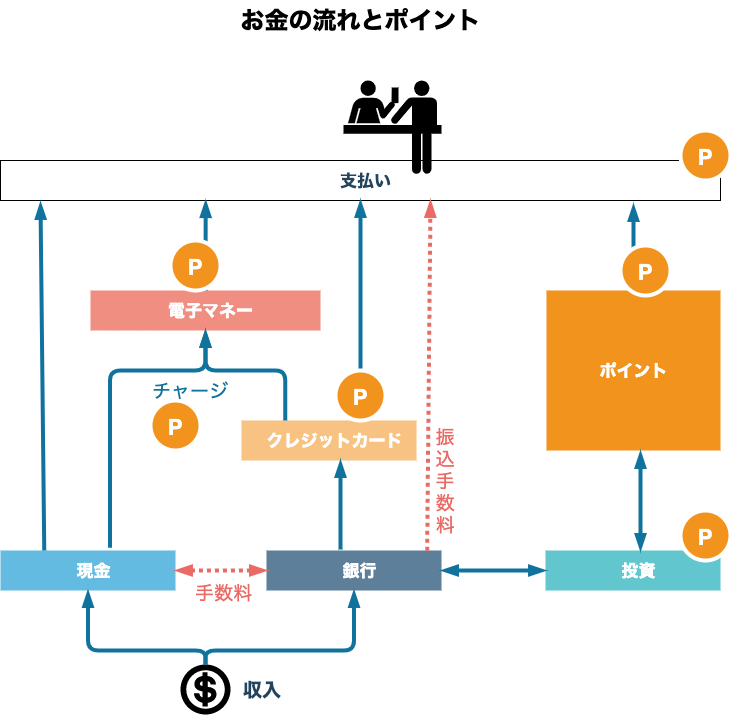 お金の流れとポイント
P
支払い
P
P
電子マネー
チャージ
P
P
ポイント
クレジットカード
振込手数料
P
現金
手数料
銀行
投資
$
収入